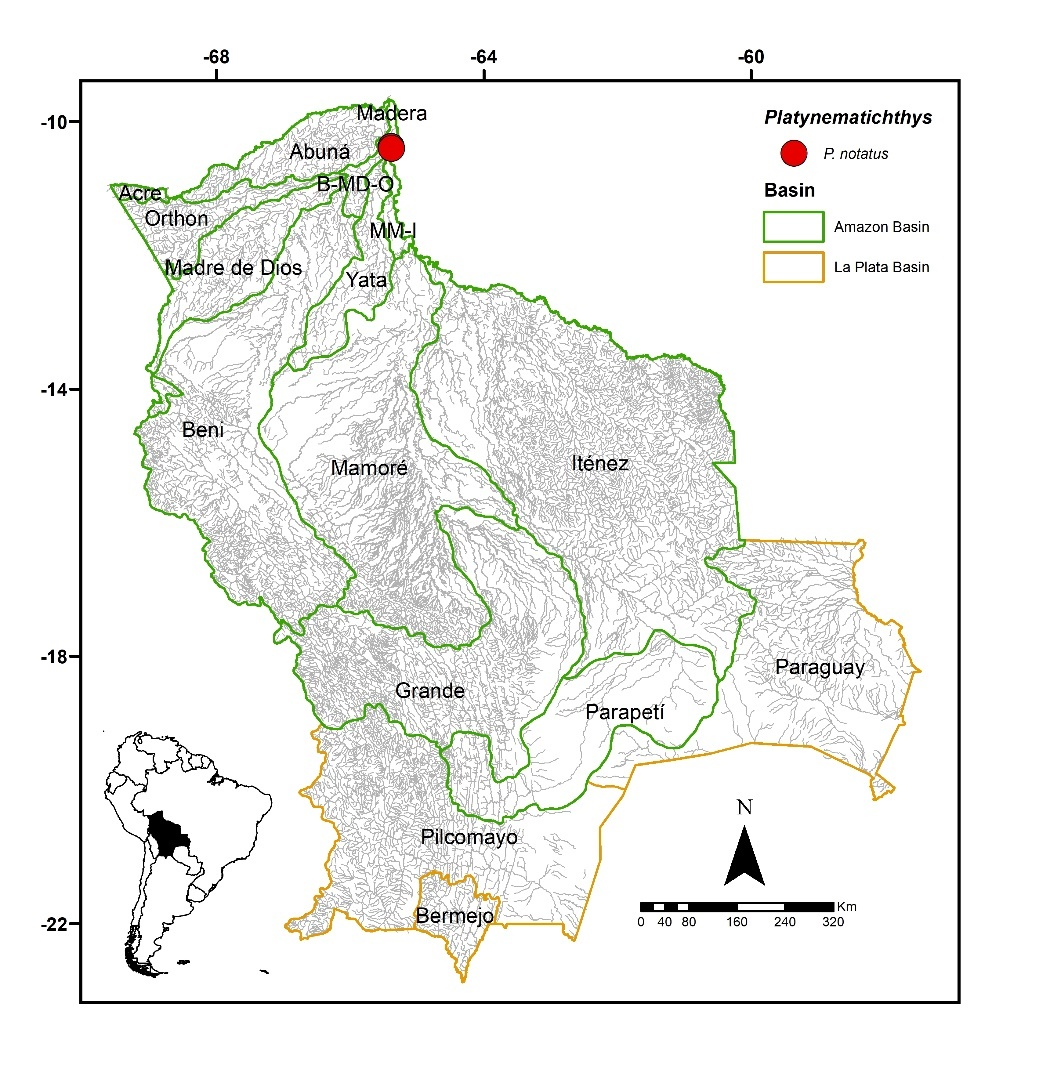 -68 -64 -60
-10
-14
-18
-22
Platynematichthys
P. notatus
Basin
Amazon Basin
La Plata Basin
Madera
Abuná
B-MD-O
Acre
Orthon
MM-I
Madre de Dios
Yata
Beni
Mamoré
Iténez
Grande
Parapetí
Paraguay
Pilcomayo
Bermejo
N
Km
0 40 80 160 240 320